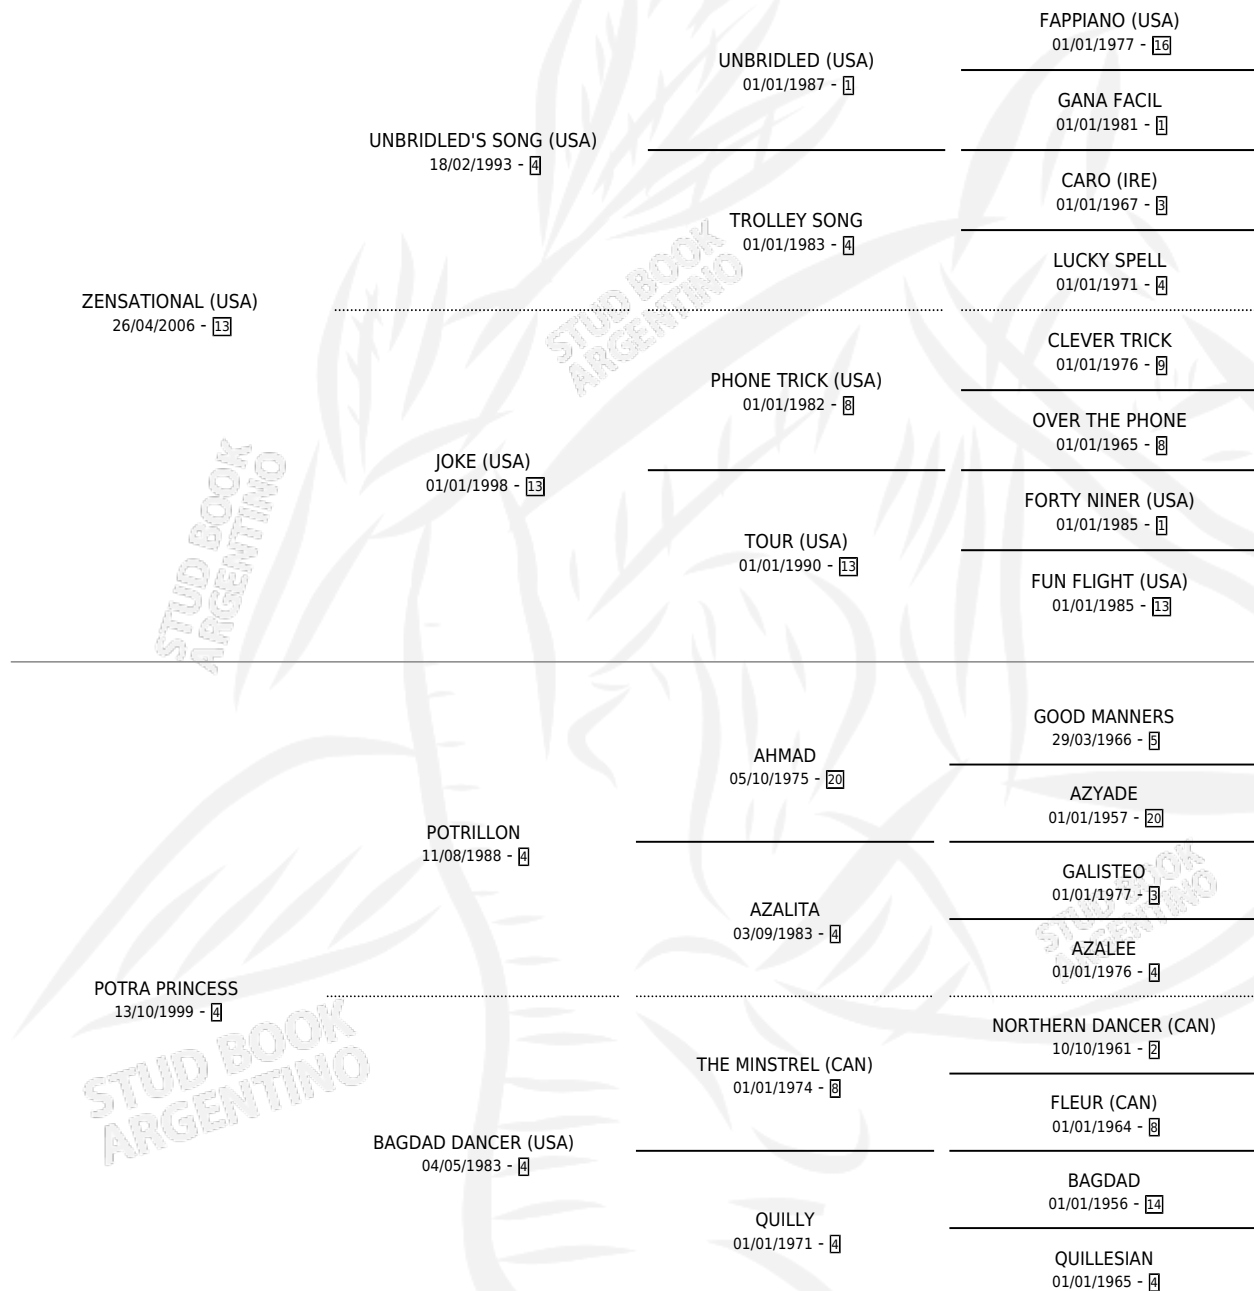 FAPPIANO (USA)
01/01/1977 - 16
UNBRIDLED (USA)
01/01/1987 - 1
GANA FACIL
01/01/1981 - 1
UNBRIDLED'S SONG (USA)
18/02/1993 - 4
CARO (IRE)
01/01/1967 - 3
TROLLEY SONG
01/01/1983 - 4
LUCKY SPELL
01/01/1971 - 4
ZENSATIONAL (USA)
26/04/2006 - 13
STUD BOOK
ARGENTINO
CLEVER TRICK
01/01/1976 - 9
PHONE TRICK (USA)
01/01/1982 - 8
OVER THE PHONE
01/01/1965 - 8
JOKE (USA)
01/01/1998 - 13
FORTY NINER (USA)
01/01/1985 - 1
TOUR (USA)
01/01/1990 - 13
FUN FLIGHT (USA)
01/01/1985 - 13
STUD BOOK
ARGENTINO
GOOD MANNERS
29/03/1966 - 5
AHMAD
05/10/1975 - 20
AZYADE
01/01/1957 - 20
POTRILLON
11/08/1988 - 4
GALISTEO
01/01/1977 - 3
STUD BOOK
ARGENTINO
AZALITA
03/09/1983 - 4
AZALEE
01/01/1976 - 4
POTRA PRINCESS
13/10/1999 - 4
STUD BOOK
ARGENTINO
NORTHERN DANCER (CAN)
10/10/1961 - 2
THE MINSTREL (CAN)
01/01/1974 - 8
FLEUR (CAN)
01/01/1964 - 8
BAGDAD DANCER (USA)
04/05/1983 - 4
BAGDAD
01/01/1956 - 14
QUILLY
01/01/1971 - 4
QUILLESIAN
01/01/1965 - 4